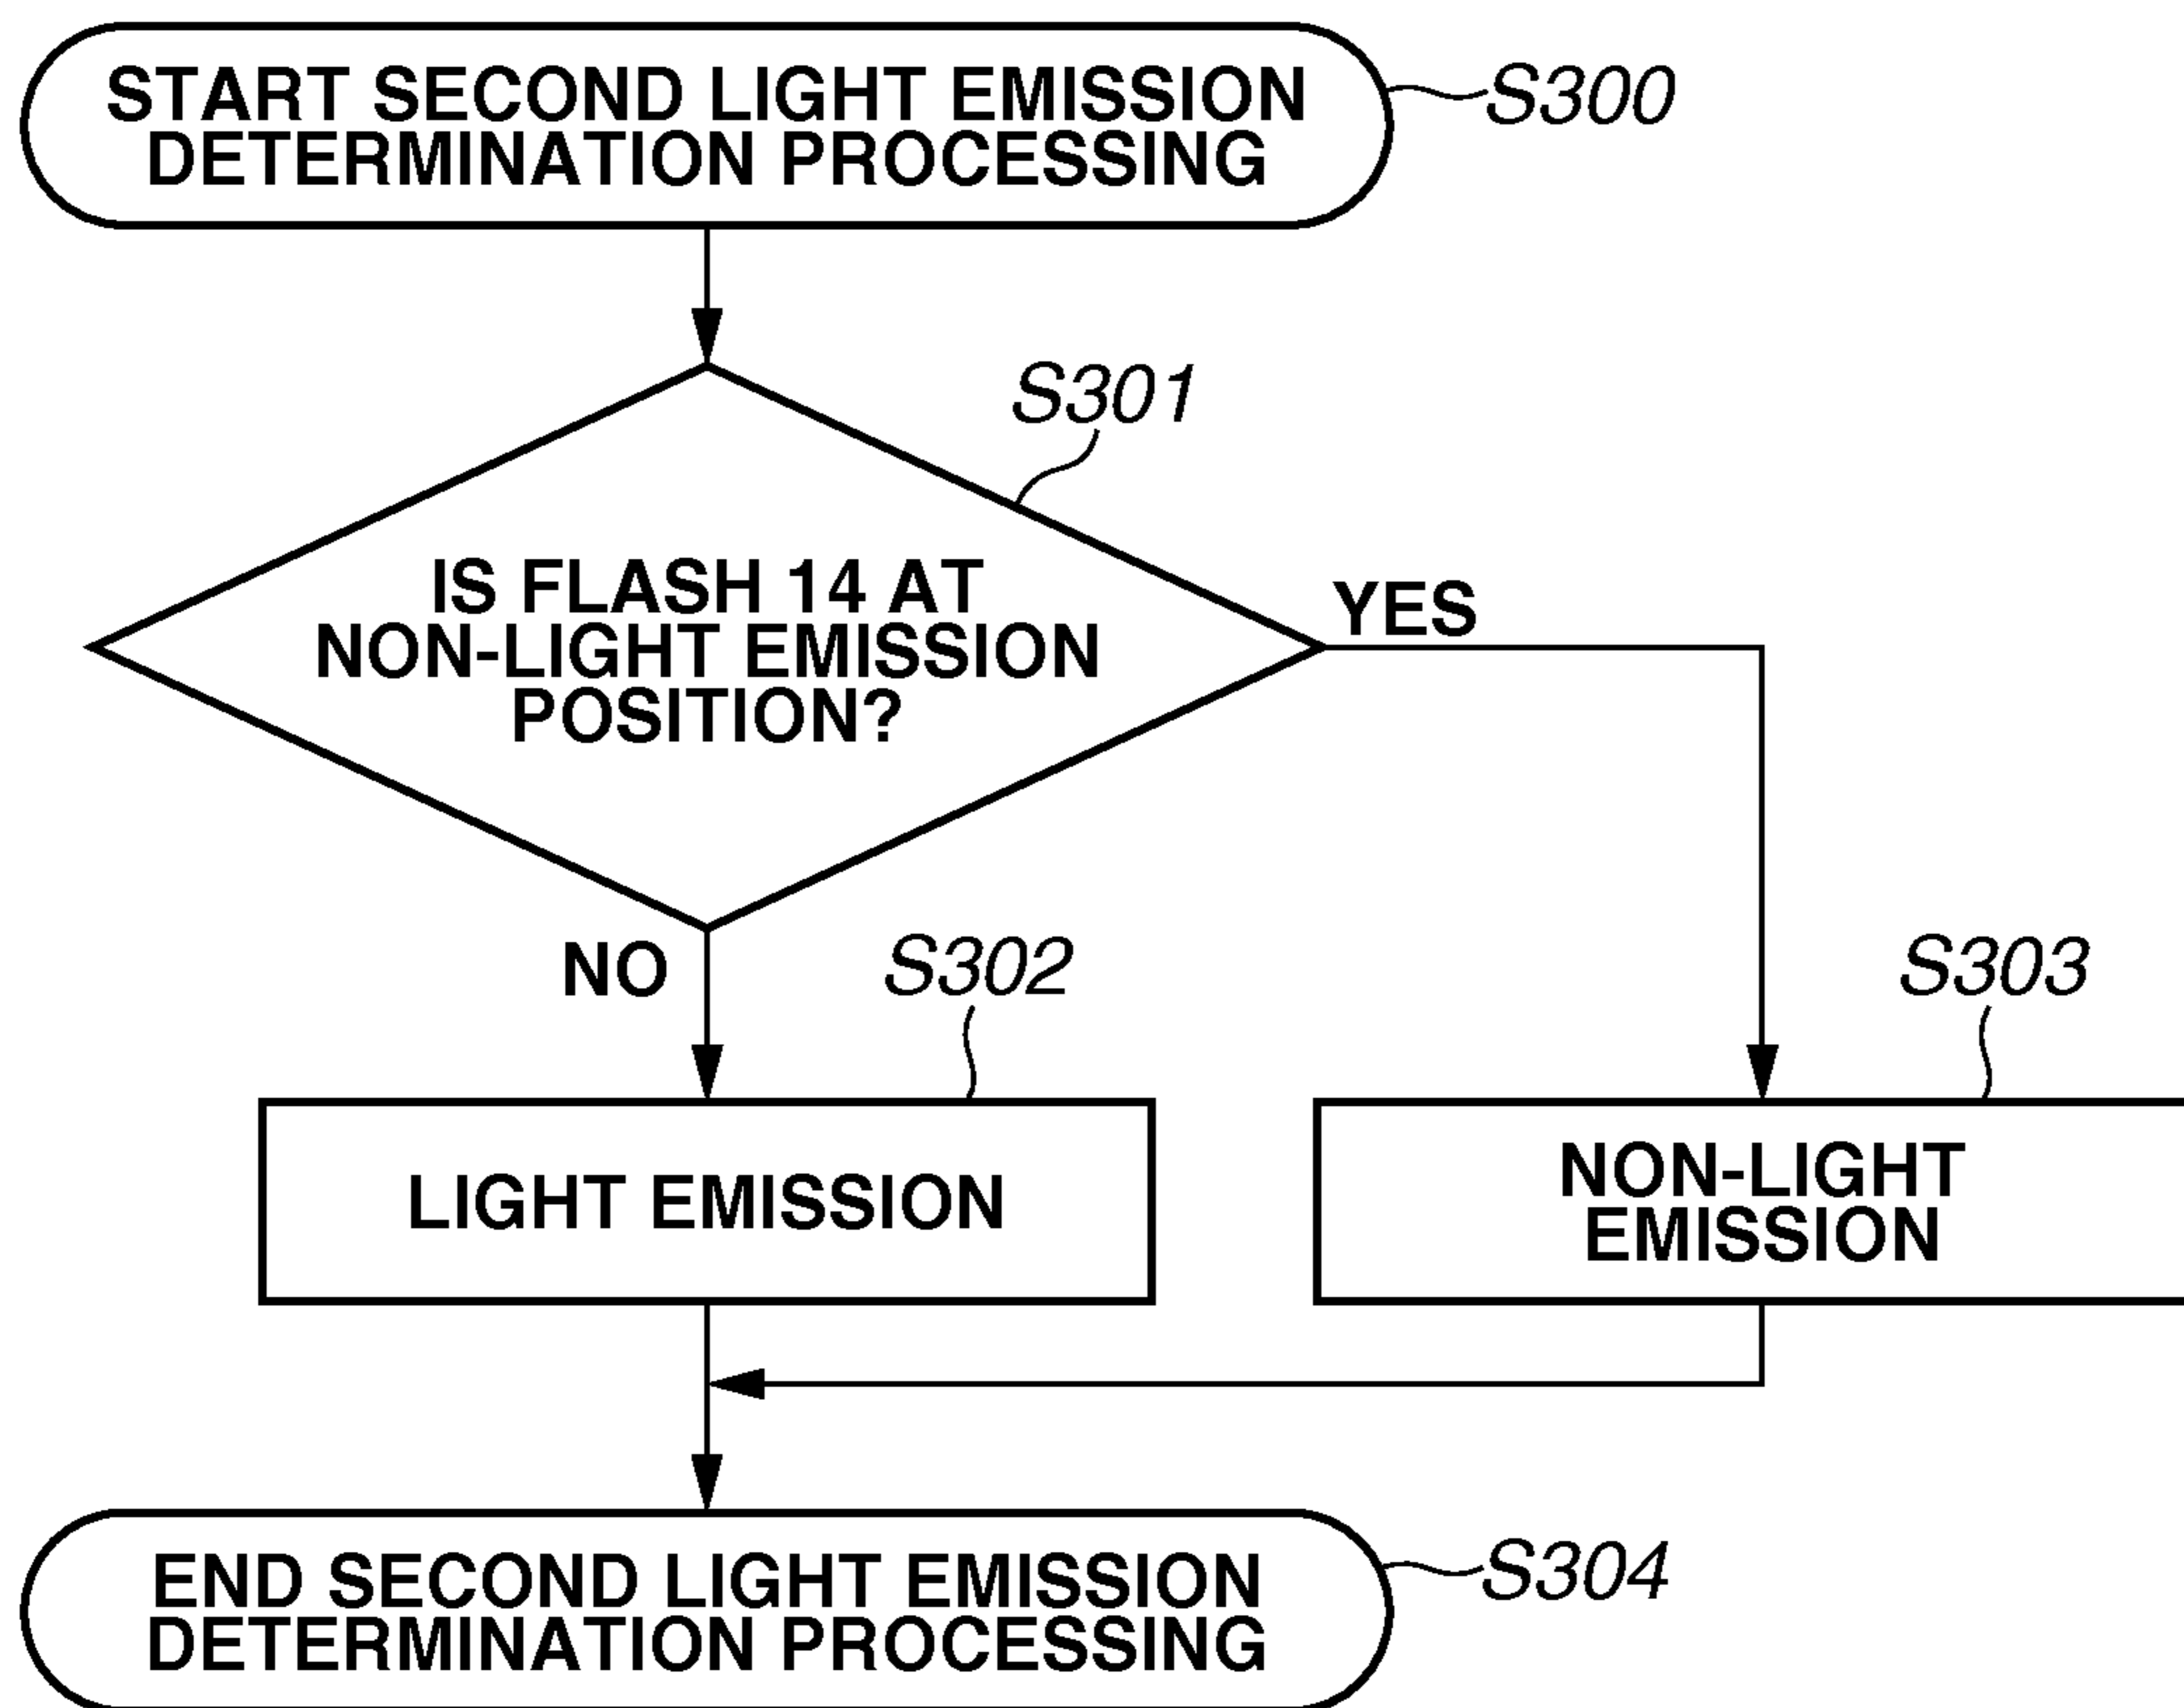 START SECOND LIGHT EMISSION
DETERMINATION PROCESSING
S300
S301
IS FLASH 14 AT
NON-LIGHT EMISSION
POSITION?
YES
NO
S302
S303
LIGHT EMISSION
NON-LIGHT
EMISSION
END SECOND LIGHT EMISSION
DETERMINATION PROCESSING
S304